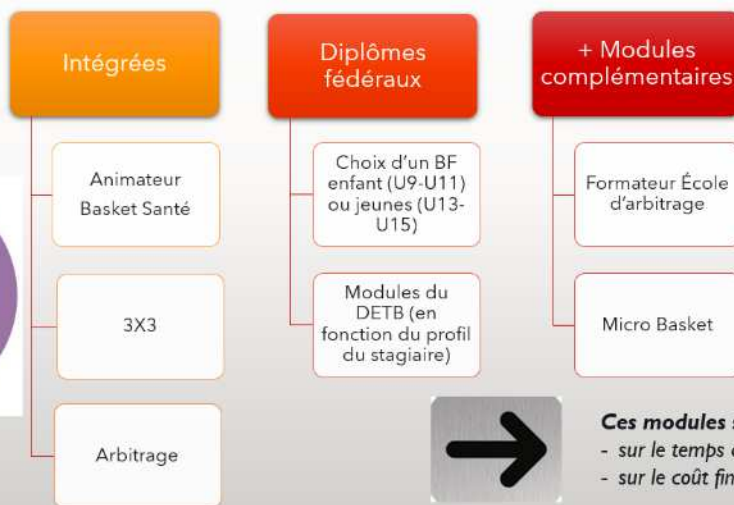 Intégrées
Animateur
Basket Santé
3X3
Arbitrage
Diplômes
fédéraux
Choix d'un BF
enfant (U9-U11)
ou jeunes (U13-
U15)
Modules du
DETB (en
fonction du profil
du stagiaire)
+ Modules
complémentaires
Formateur École
d'arbitrage
Micro Basket
Ces modules
- sur le temps
- sur le coût